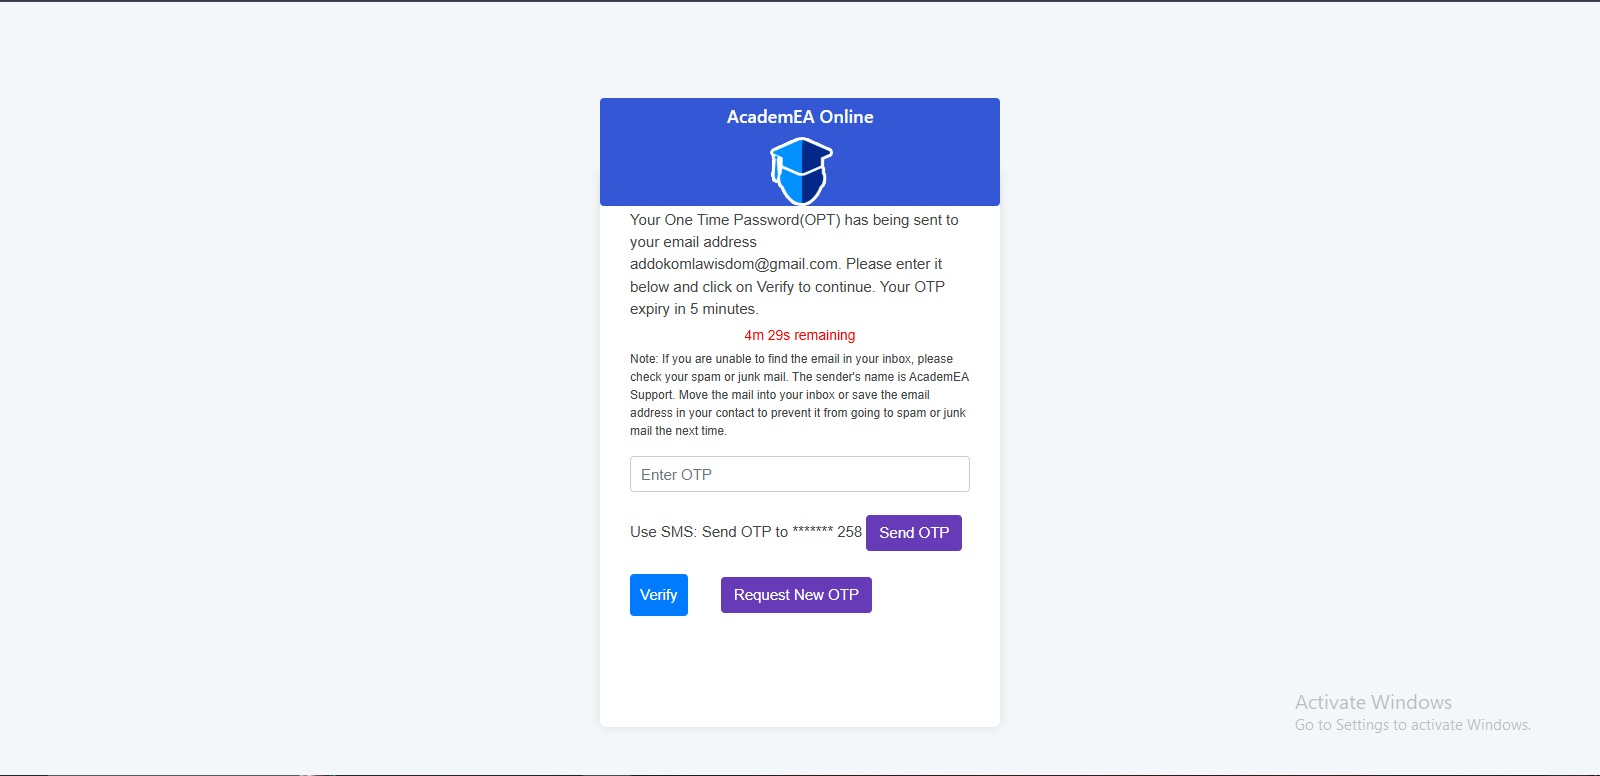 AcademEA Online
Your One Time Password(OPT) has being sent to
your email address
addokomlawisdom@gmail.com. Please enter it
below and click on Verify to continue. Your OTP
expiry in 5 minutes.
4m 29s remaining
Note: If you are unable to find the email in your inbox, please
check your spam or junk mail. The sender's name is AcademEA
Support. Move the mail into your inbox or save the email
address in your contact to prevent it from going to spam or junk
mail the next time.
Enter OTP
Use SMS: Send OTP to ******* 258 Send OTP
Verify Request New OTP
Activate Windows
Go to Settings to activate Windows.